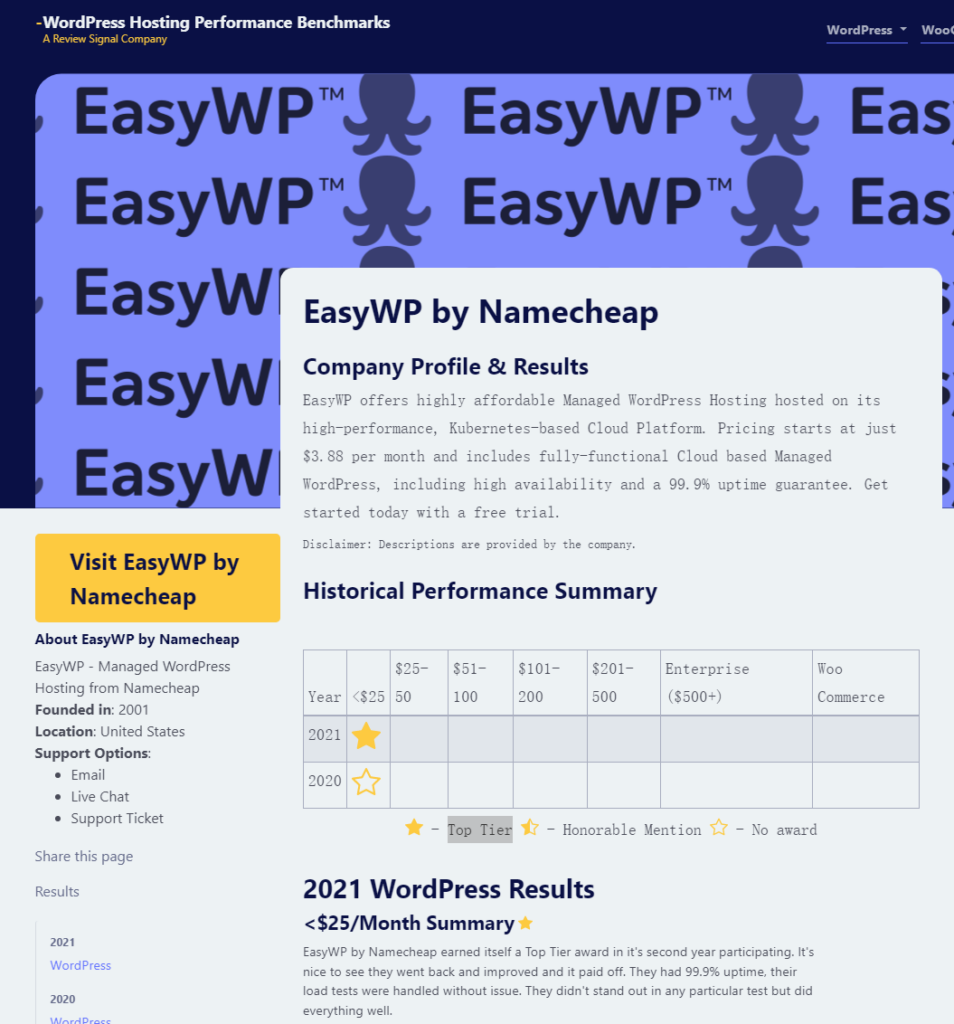 -WordPress Hosting Performance Benchmarks
A Review Signal Company
WordPress
WooC
EasyWP™ EasyWP™ Eas
EasyWP™ EasyWP™ Eas
EasyWP
EasyWP
EasyWP
EasyWP by Namecheap
Company Profile & Results
EasyWP offers highly affordable Managed WordPress Hosting hosted on its
high-performance, Kubernetes-based Cloud Platform. Pricing starts at just
$3.88 per month and includes fully-functional Cloud based Managed
WordPress, including high availability and a 99.9% uptime guarantee. Get
started today with a free trial.
Disclaimer: Descriptions are provided by the company.
Visit EasyWP by
Namecheap
About EasyWP by Namecheap
EasyWP - Managed WordPress
Hosting from Namecheap
Founded in: 2001
Location: United States
Support Options:
Email
Live Chat
Support Ticket
Share this page
Results
2021
WordPress
2020
WordPress
Historical Performance Summary
Year <$25 $25-50 $51-100 $101-200 $201-500 Enterprise ($500+) Woo Commerce
2021
2020
- Top Tier - Honorable Mention - No award
2021 WordPress Results
<$25/Month Summary
EasyWP by Namecheap earned itself a Top Tier award in it's second year participating. It's
nice to see they went back and improved and it paid off. They had 99.9% uptime, their
load tests were handled without issue. They didn't stand out in any particular test but did
everything well.